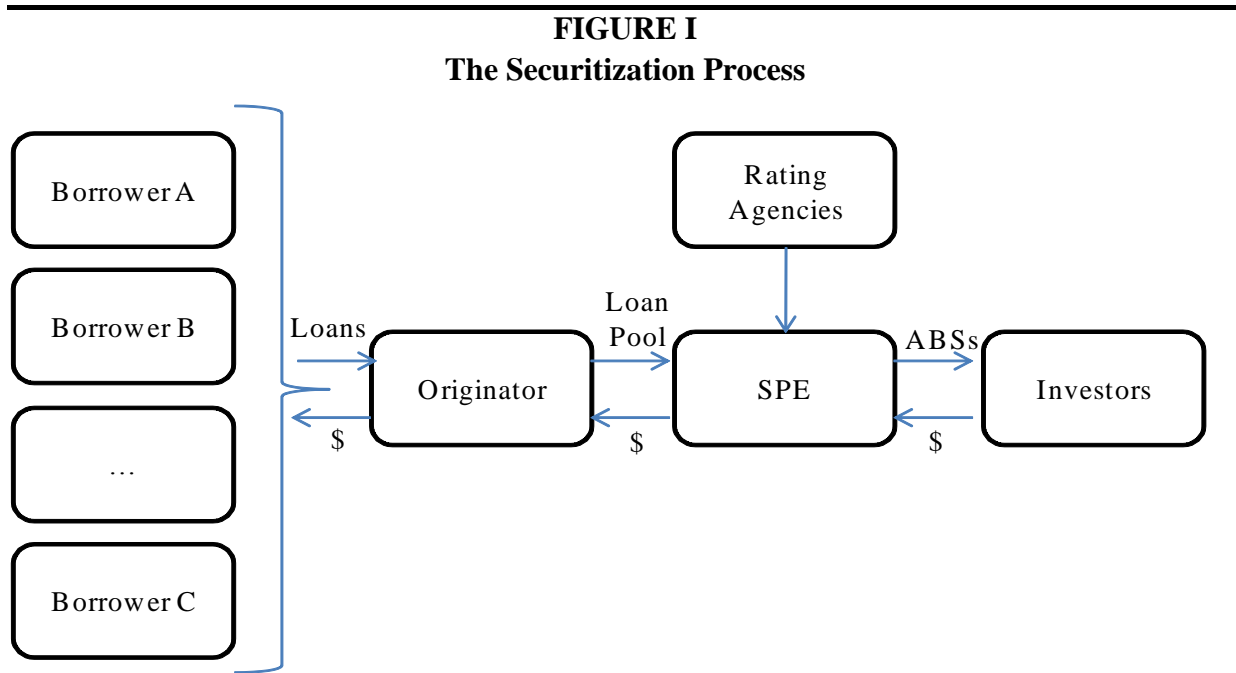 FIGURE I
The Securitization Process
Borrower A
Borrower B
…
Borrower C
Loans
$
Originator
Loan
Pool
$
Rating
Agencies
SPE
ABSs
$
Investors